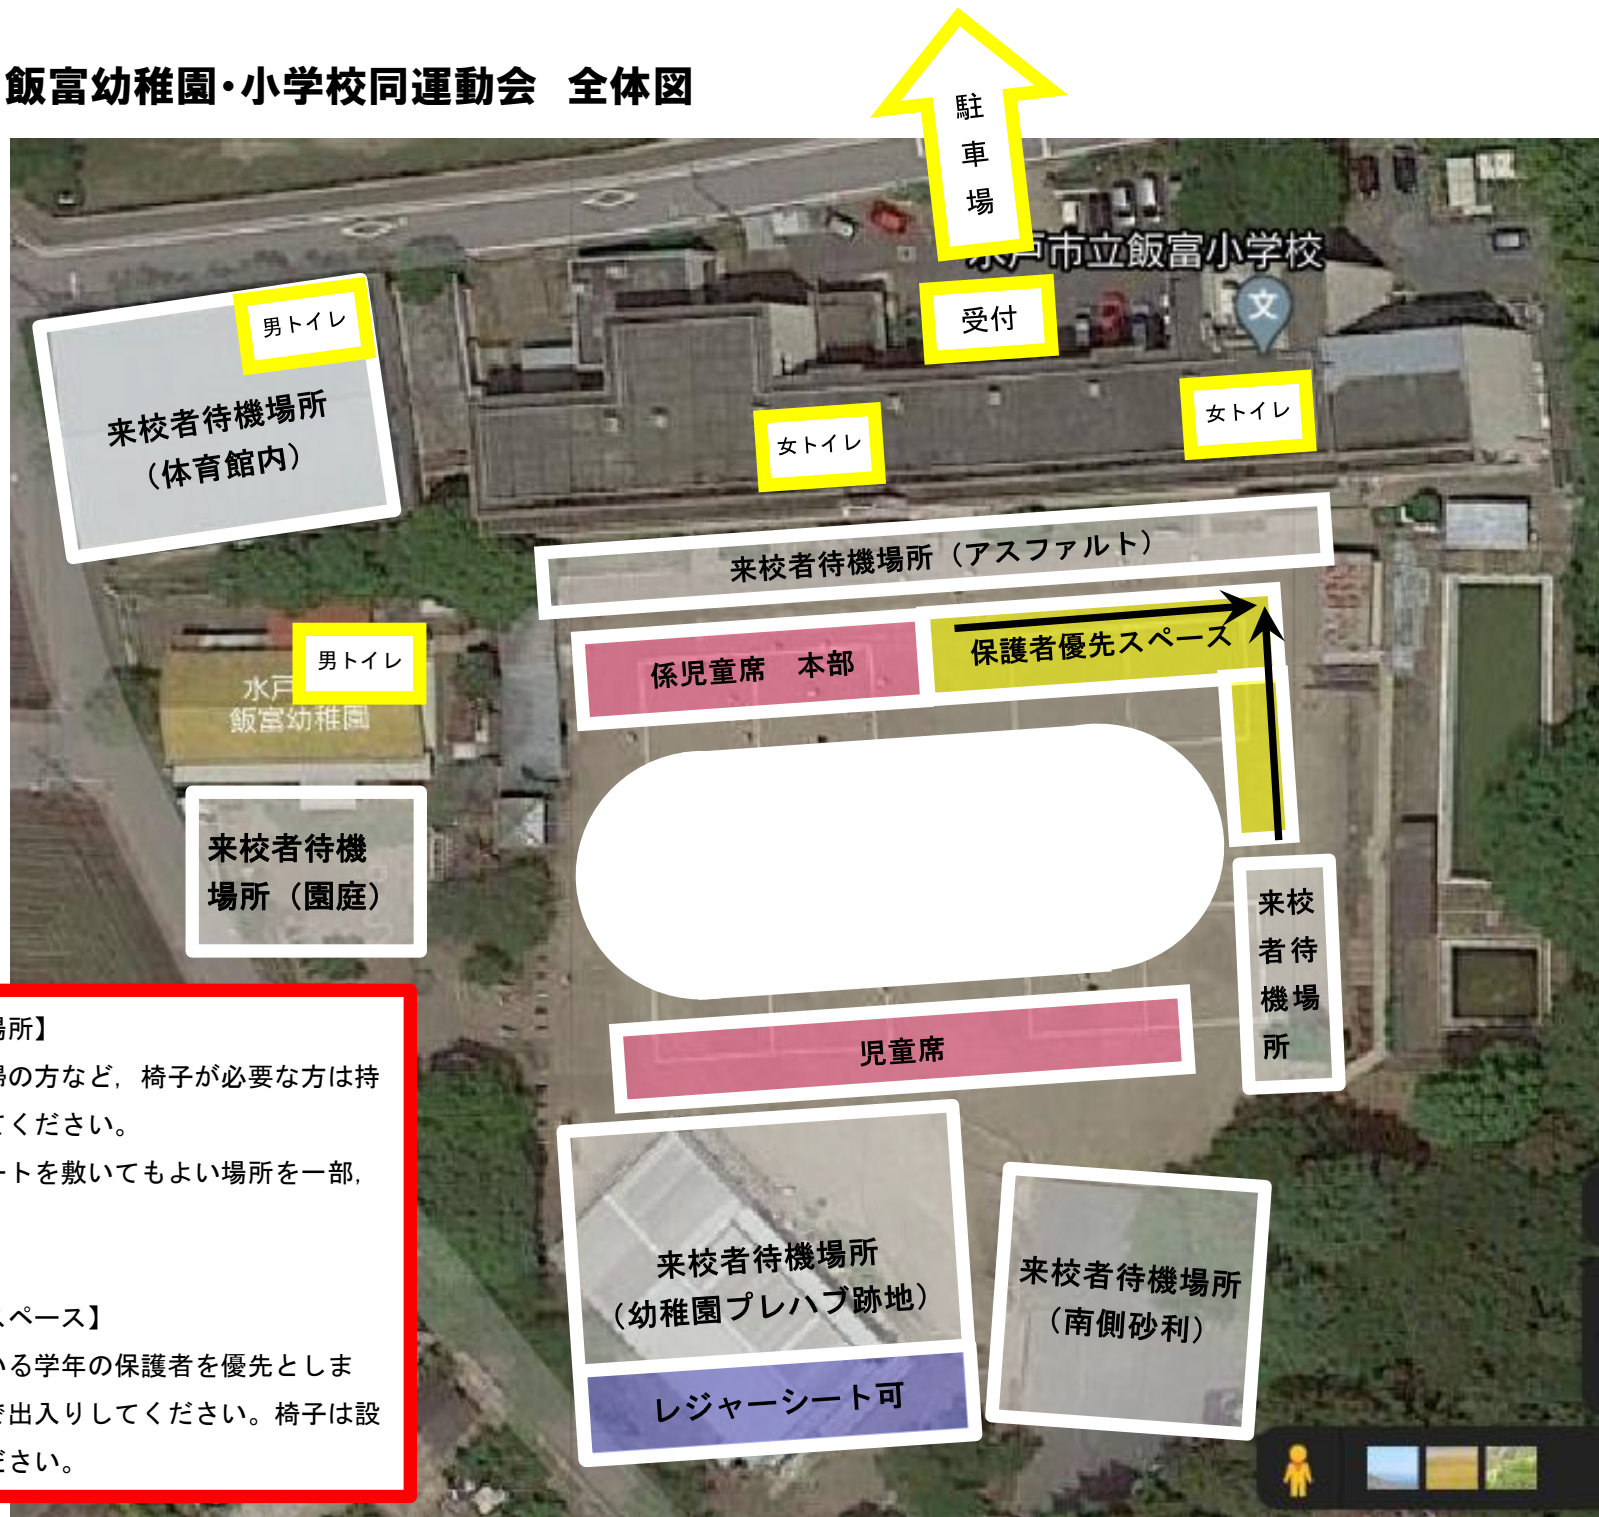 飯富幼稚園・小学校同運動会　全体図
駐
車
場
水戸市立飯富小学校
文
受付
男トイレ
来校者待機場所
（体育館内）
女トイレ
女トイレ
来校者待機場所（アスファルト）
係児童席　本部
保護者優先スペース
男トイレ
水戸
飯富幼稚園
来校者待機
場所（園庭）
来校
者待
機場
所
児童席
場所】
婦の方など，椅子が必要な方は持
てください。
ートを敷いてもよい場所を一部，
スペース】
いる学年の保護者を優先としま
で出入りしてください。椅子は設
ださい。
来校者待機場所
（幼稚園プレハブ跡地）
レジャーシート可
来校者待機場所
（南側砂利）